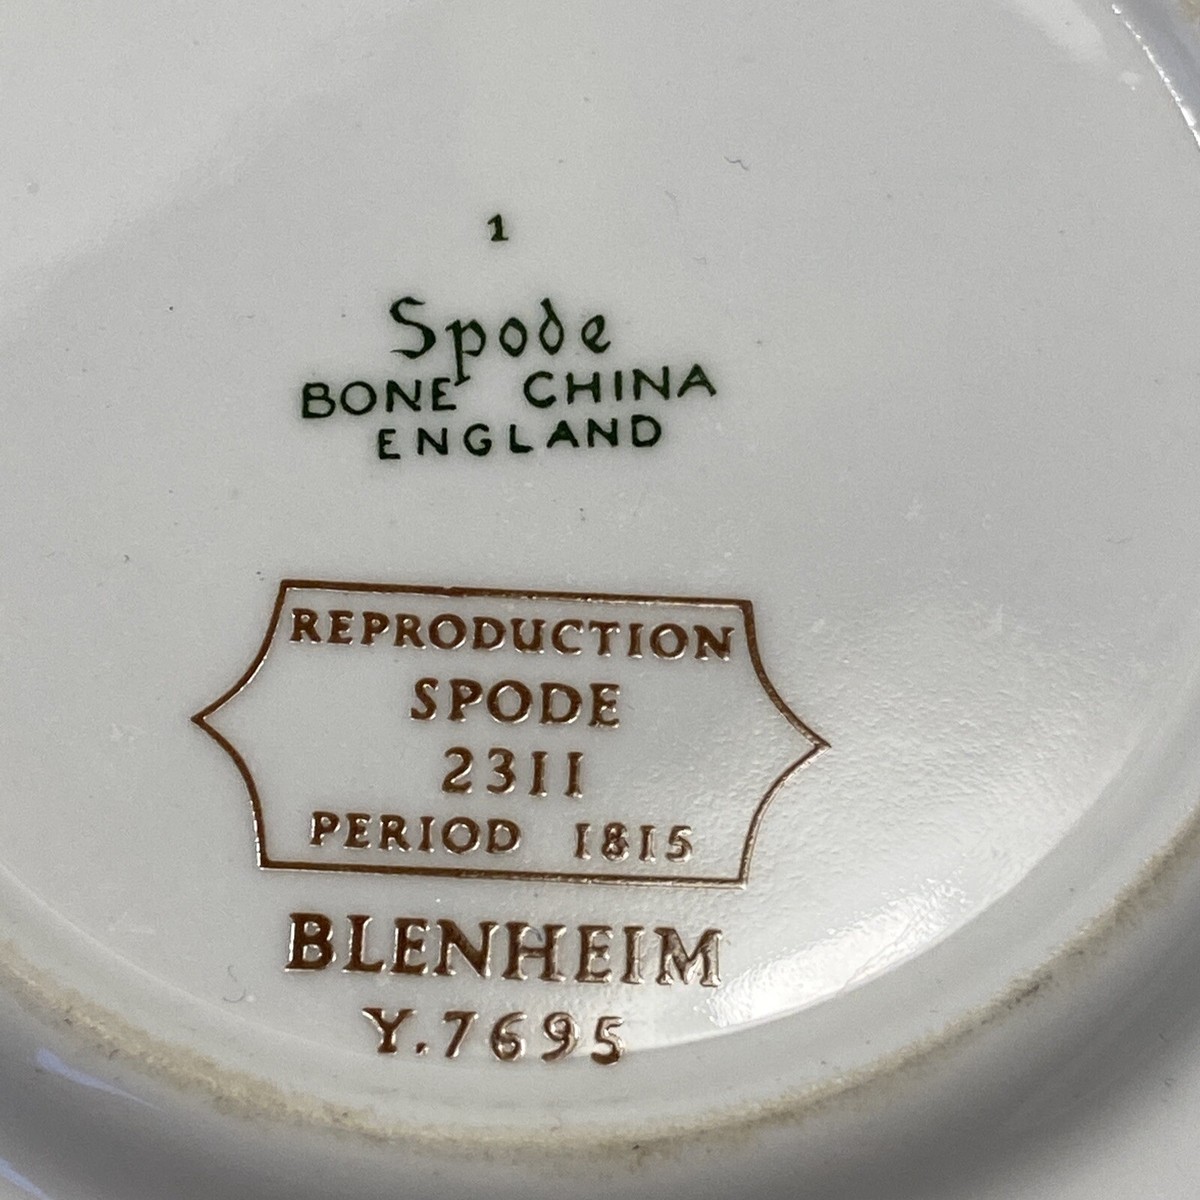 1
Spode
BONE CHINA
ENGLAND
REPRODUCTION
SPODE
2311
PERIOD 1815
BLENHEIM
Y.7695